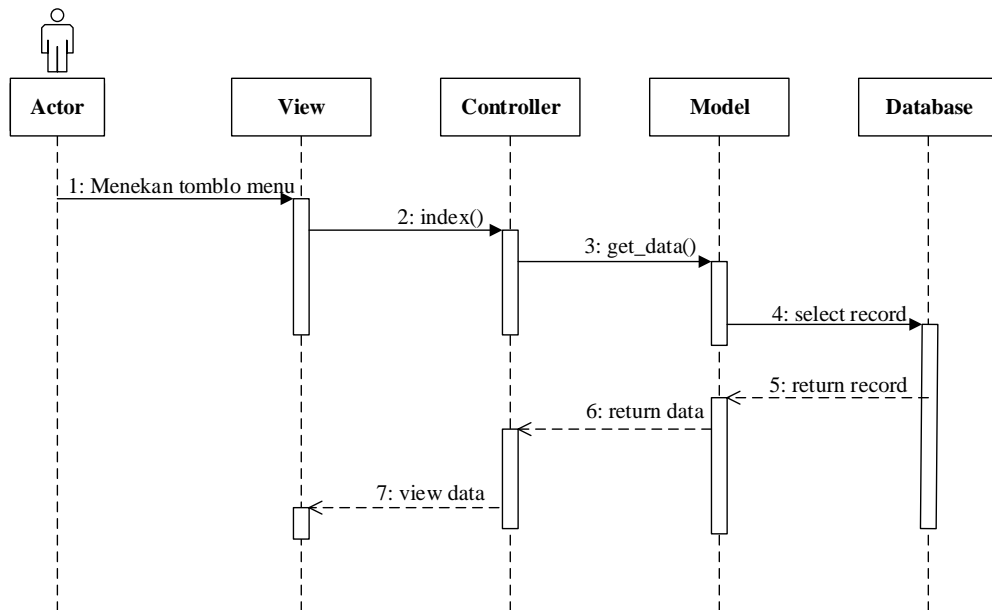 Actor
View
Controller
Model
Database
1: Menekan tomblo menu
2: index()
3: get_data()
4: select record
5: return record
6: return data
7: view data